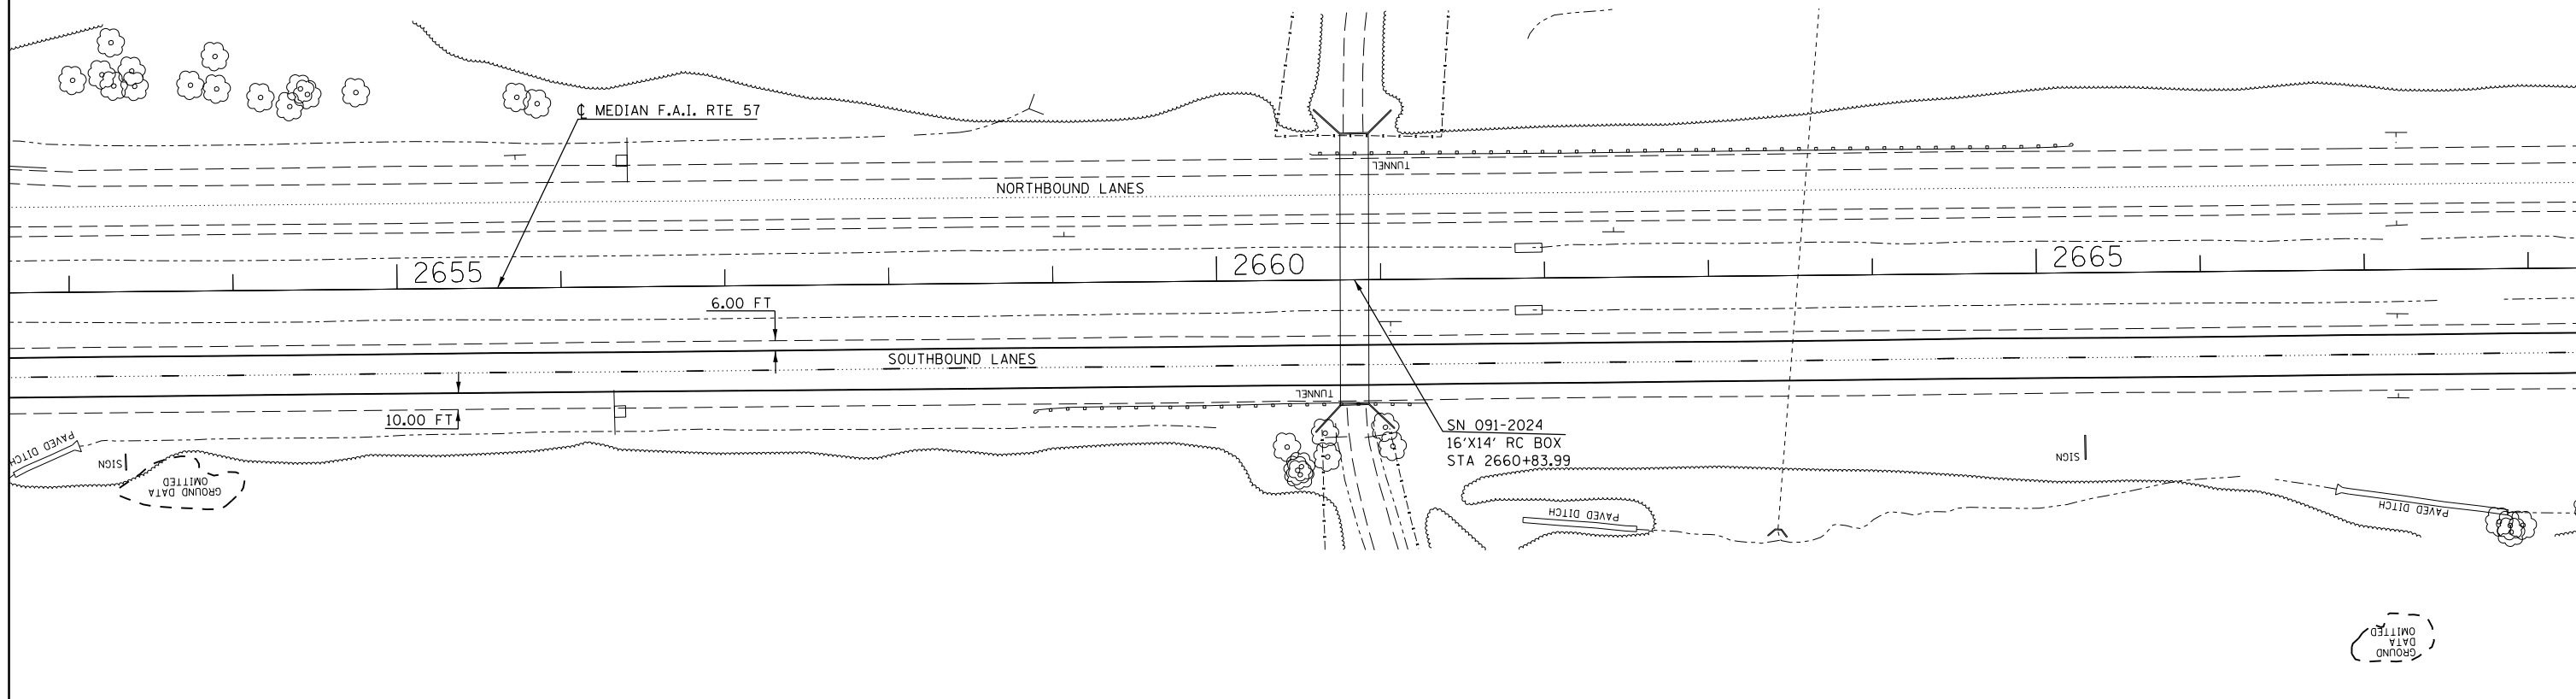 ℄ MEDIAN F.A.I. RTE 57
TUNNEL
NORTHBOUND LANES
2655
2660
2665
6.00 FT
SOUTHBOUND LANES
TUNNEL
10.00 FT
SN 091-2024
16'X14' RC BOX
STA 2660+83.99
PAVED DITCH
SIGN
GROUND DATA
OMITTED
SIGN
PAVED DITCH
PAVED DITCH
GROUND
DATA
OMITTED